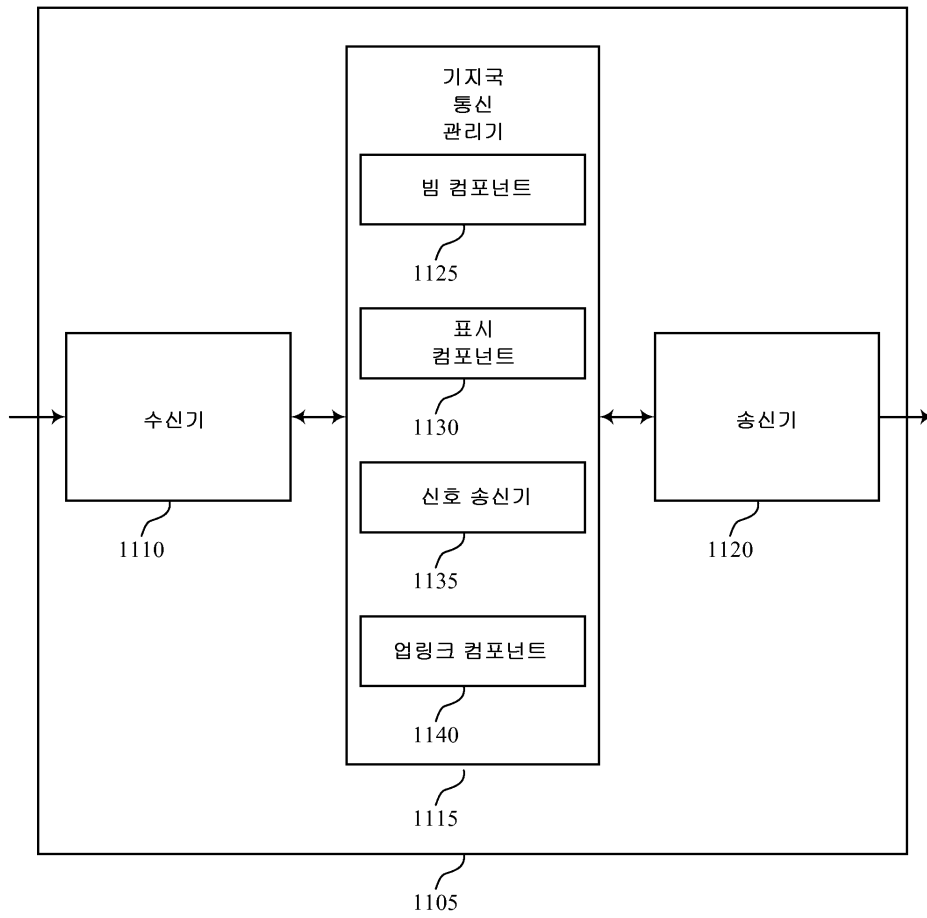 기지국
통신
관리기
빔 컴포넌트
1125
표시
컴포넌트
1130
수신기
1110
신호 송신기
1135
송신기
1120
업링크 컴포넌트
1140
1115
1105